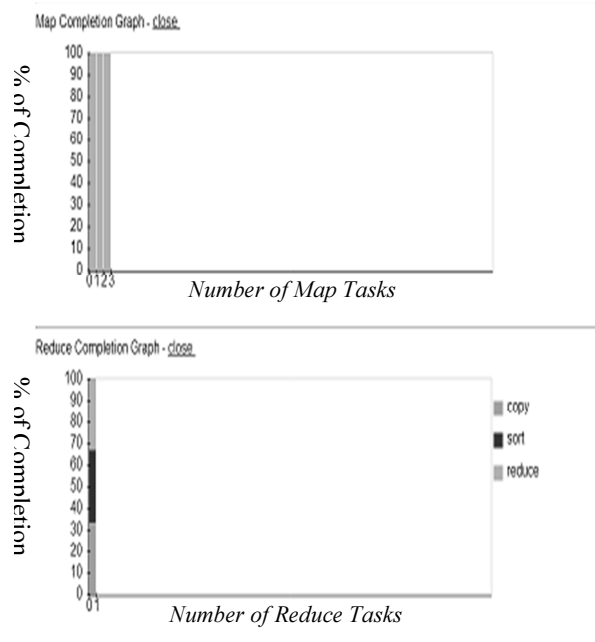 Map Completion Graph - close
% of Completion
100
90
80
70
60
50
40
30
20
10
0
0123
Number of Map Tasks
Reduce Completion Graph - close
% of Completion
100
90
80
70
60
50
40
30
20
10
0
01
copy
sort
reduce
Number of Reduce Tasks